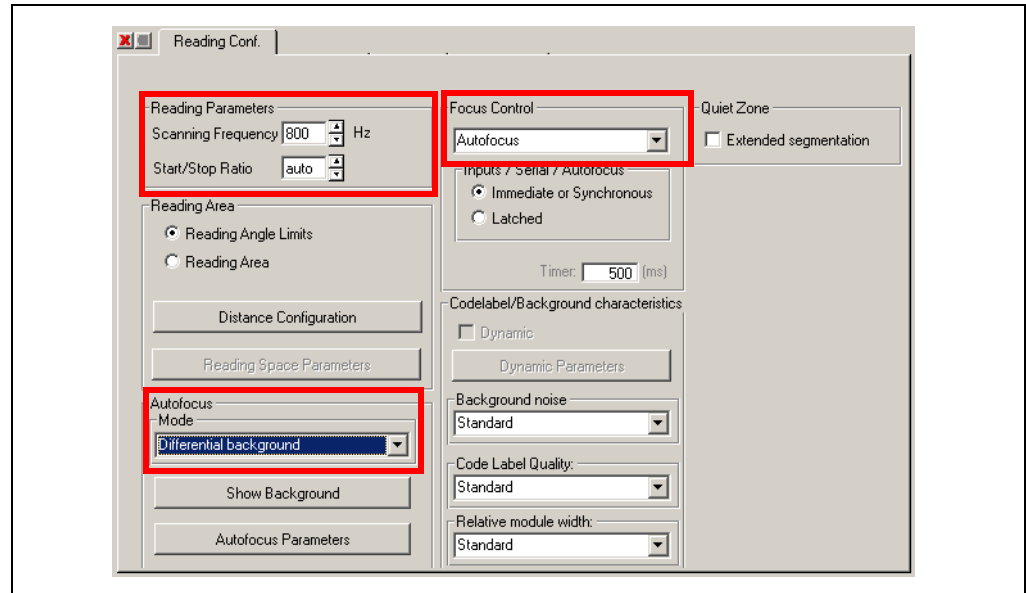 Reading Conf.
Reading Parameters
Scanning Frequency 800 Hz
Start/Stop Ratio auto
Reading Area
Reading Angle Limits
Reading Area
Distance Configuration
Reading Space Parameters
Autofocus
Mode
Differential background
Show Background
Autofocus Parameters
Focus Control
Autofocus
Inputs / Serial / Autofocus
Immediate or Synchronous
Latched
Timer: 500 (ms)
Codelabel/Background characteristics
Dynamic
Dynamic Parameters
Background noise
Standard
Code Label Quality:
Standard
Relative module width:
Standard
Quiet Zone
Extended segmentation